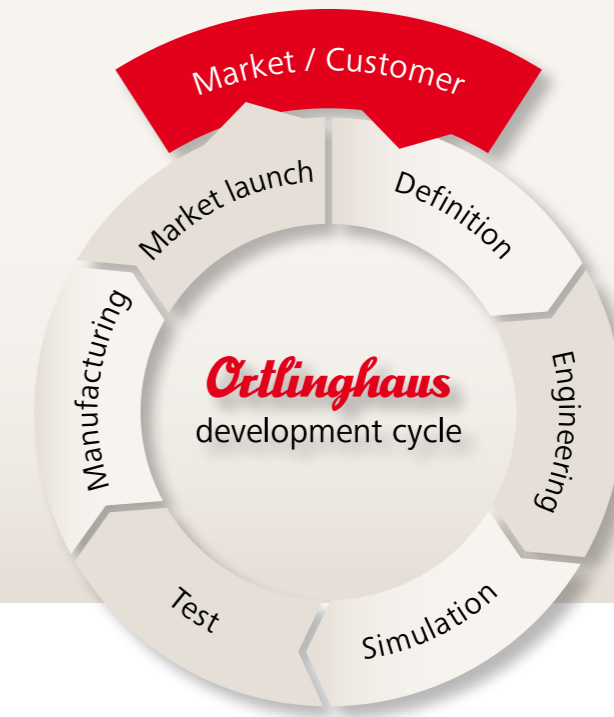 Market / Customer
Market launch
Definition
Engineering
Simulation
Test
Manufacturing
Ortlinghaus
development cycle